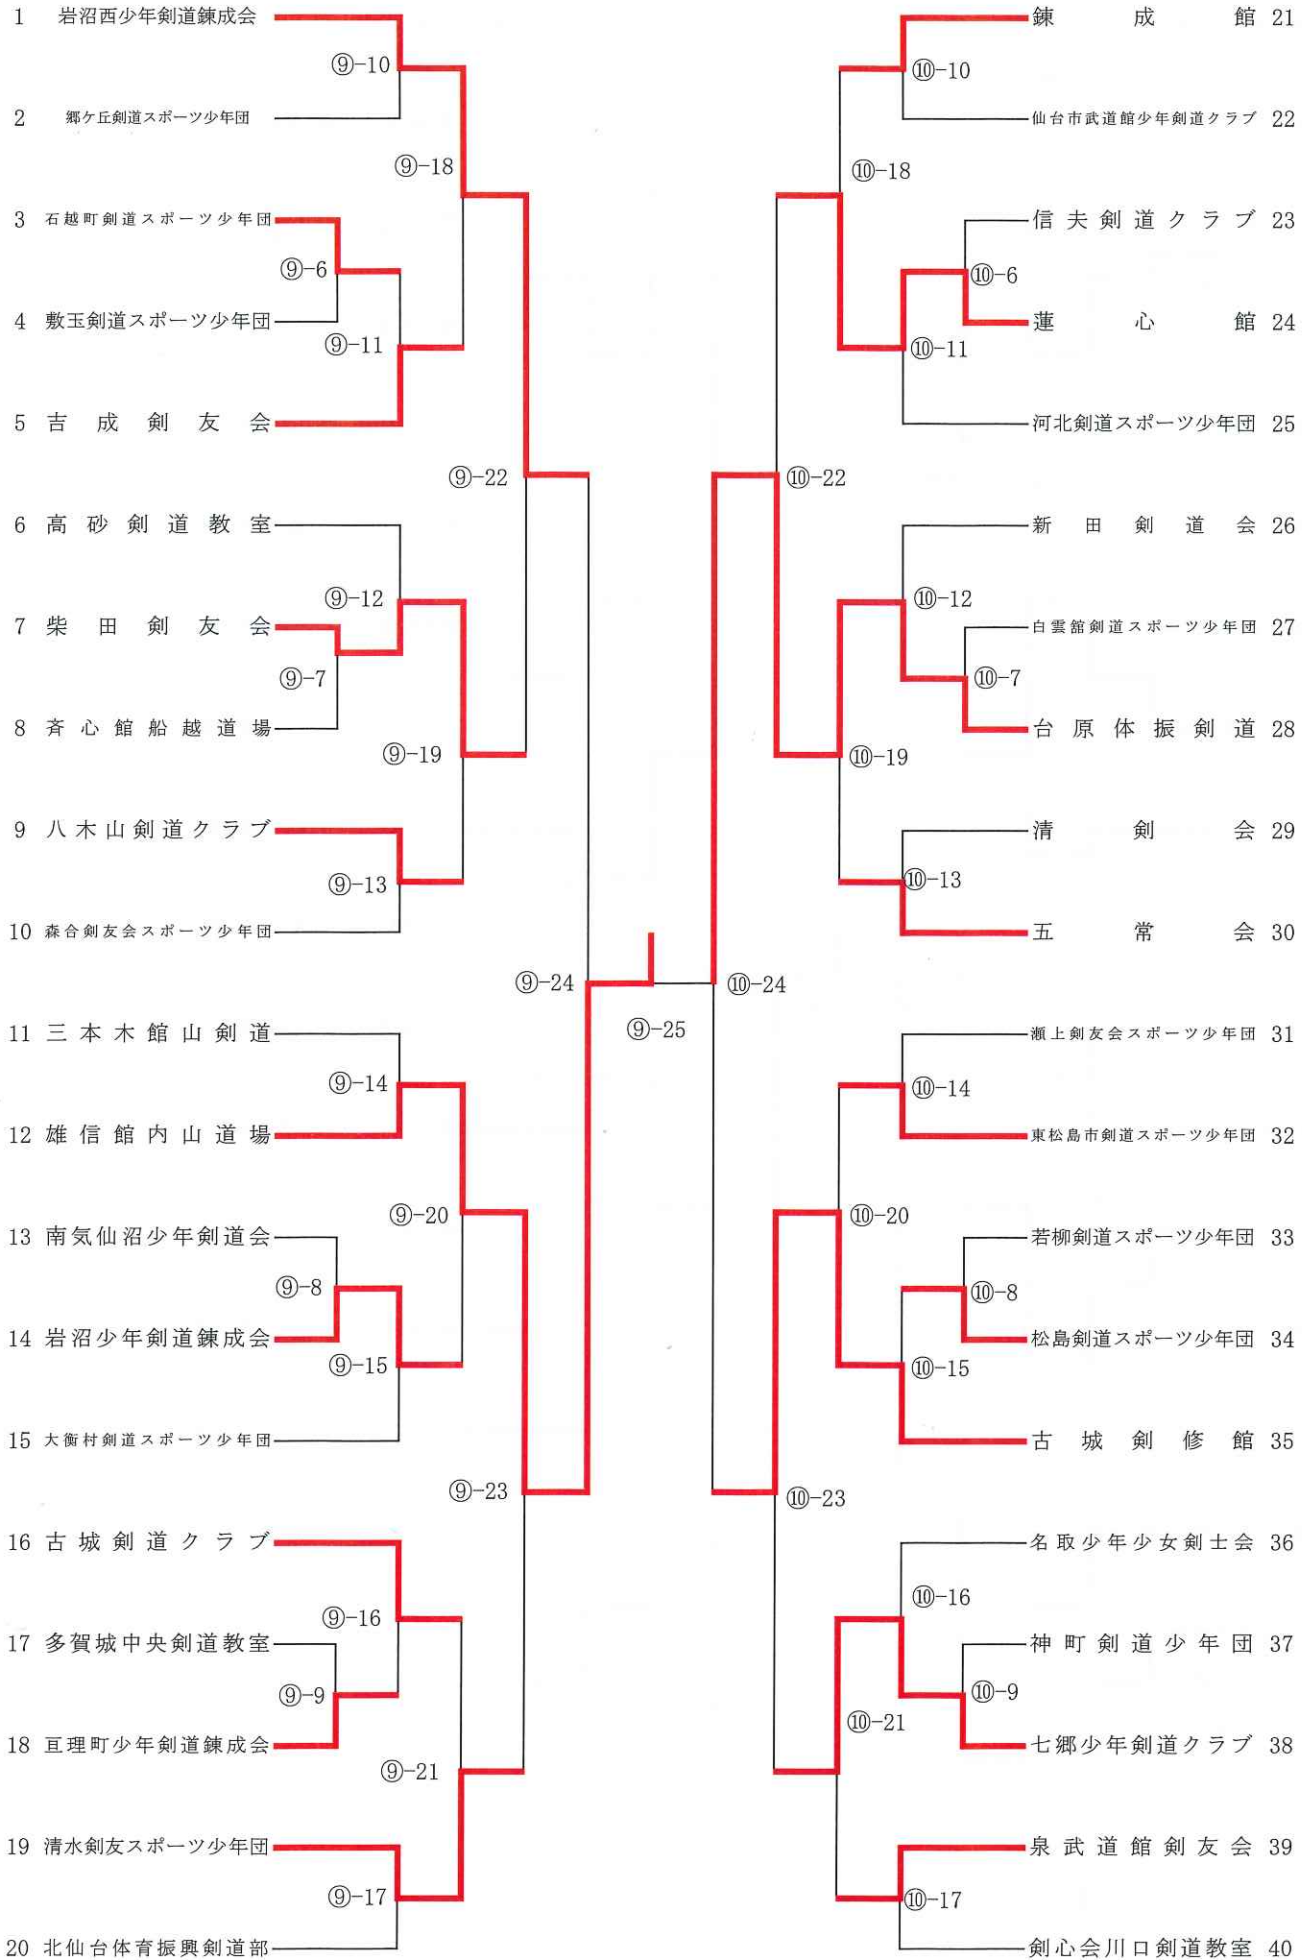 1 岩沼西少年剣道錬成会
⑨-10
2 郷ケ丘剣道スポーツ少年団
⑨-18
3 石越町剣道スポーツ少年団
⑨-6
4 敷玉剣道スポーツ少年団
⑨-11
5 吉成剣友会
⑨-22
6 高砂剣道教室
⑨-12
7 柴田剣友会
⑨-7
8 斉心館船越道場
⑨-19
9 八木山剣道クラブ
⑨-13
10 森合剣友会スポーツ少年団
⑨-24
11 三本木館山剣道
⑨-14
12 雄信館内山道場
⑨-20
13 南気仙沼少年剣道会
⑨-8
14 岩沼少年剣道錬成会
⑨-15
15 大衡村剣道スポーツ少年団
⑨-23
16 古城剣道クラブ
⑨-16
17 多賀城中央剣道教室
⑨-9
18 亘理町少年剣道錬成会
⑨-21
19 清水剣友スポーツ少年団
⑨-17
20 北仙台体育振興剣道部
⑨-25
錬成館 21
⑩-10
仙台市武道館少年剣道クラブ 22
⑩-18
信夫剣道クラブ 23
⑩-6
蓮心館 24
⑩-11
河北剣道スポーツ少年団 25
⑩-22
新田剣道会 26
⑩-12
白雲舘剣道スポーツ少年団 27
⑩-7
台原体振剣道 28
⑩-19
清剣会 29
⑩-13
五常会 30
⑩-24
瀬上剣友会スポーツ少年団 31
⑩-14
東松島市剣道スポーツ少年団 32
⑩-20
若柳剣道スポーツ少年団 33
⑩-8
松島剣道スポーツ少年団 34
⑩-15
古城剣修館 35
⑩-23
名取少年少女剣士会 36
⑩-16
神町剣道少年団 37
⑩-9
⑩-21
七郷少年剣道クラブ 38
泉武道館剣友会 39
⑩-17
剣心会川口剣道教室 40